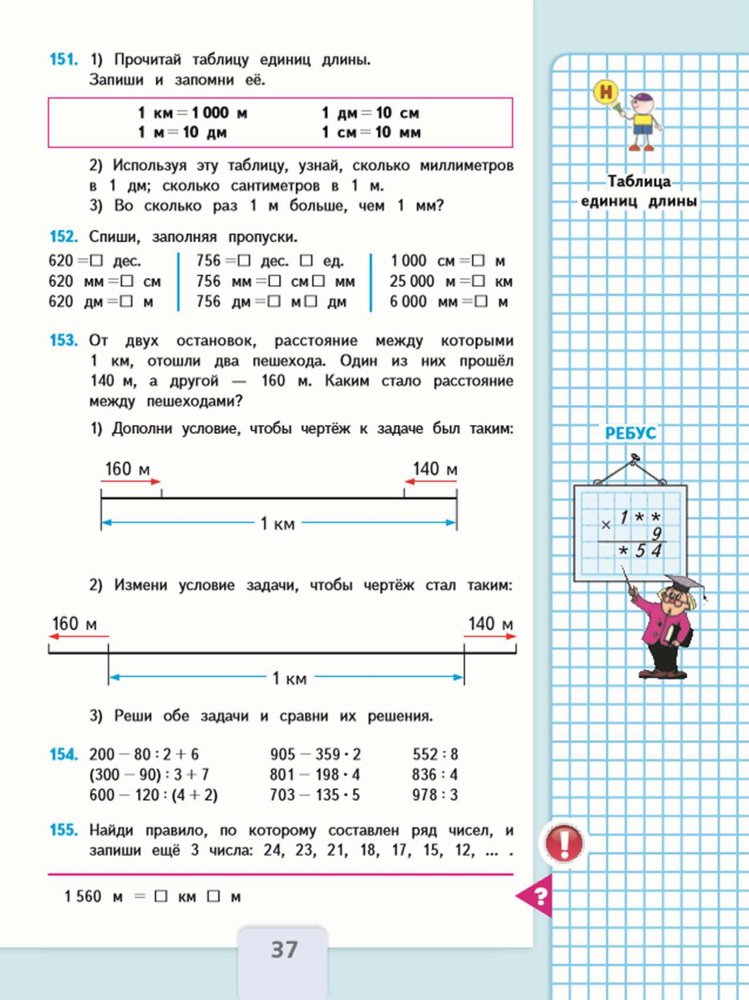 151. 1) Прочитай таблицу единиц длины.
Запиши и запомни её.
1 км = 1 000 м 1 дм = 10 см
1 м = 10 дм 1 см = 10 мм
2) Используя эту таблицу, узнай, сколько миллиметров
в 1 дм; сколько сантиметров в 1 м.
3) Во сколько раз 1 м больше, чем 1 мм?
152. Спиши, заполняя пропуски.
620 = □ дес. 756 = □ дес. □ ед. 1 000 см = □ м
620 мм = □ см 756 мм = □ см □ мм 25 000 м = □ км
620 дм = □ м 756 дм = □ м □ дм 6 000 мм = □ м
153. От двух остановок, расстояние между которыми
1 км, отошли два пешехода. Один из них прошёл
140 м, а другой — 160 м. Каким стало расстояние
между пешеходами?
1) Дополни условие, чтобы чертёж к задаче был таким:
160 м 140 м
1 км
2) Измени условие задачи, чтобы чертёж стал таким:
160 м 140 м
1 км
3) Реши обе задачи и сравни их решения.
154. 200 − 80 : 2 + 6 905 − 359 · 2 552 : 8
(300 − 90) : 3 + 7 801 − 198 · 4 836 : 4
600 − 120 : (4 + 2) 703 − 135 · 5 978 : 3
155. Найди правило, по которому составлен ряд чисел, и
запиши ещё 3 числа: 24, 23, 21, 18, 17, 15, 12, ... .
1 560 м = □ км □ м
?
37
Н
Таблица
единиц длины
РЕБУС
× 1 * *
9
* 5 4
!